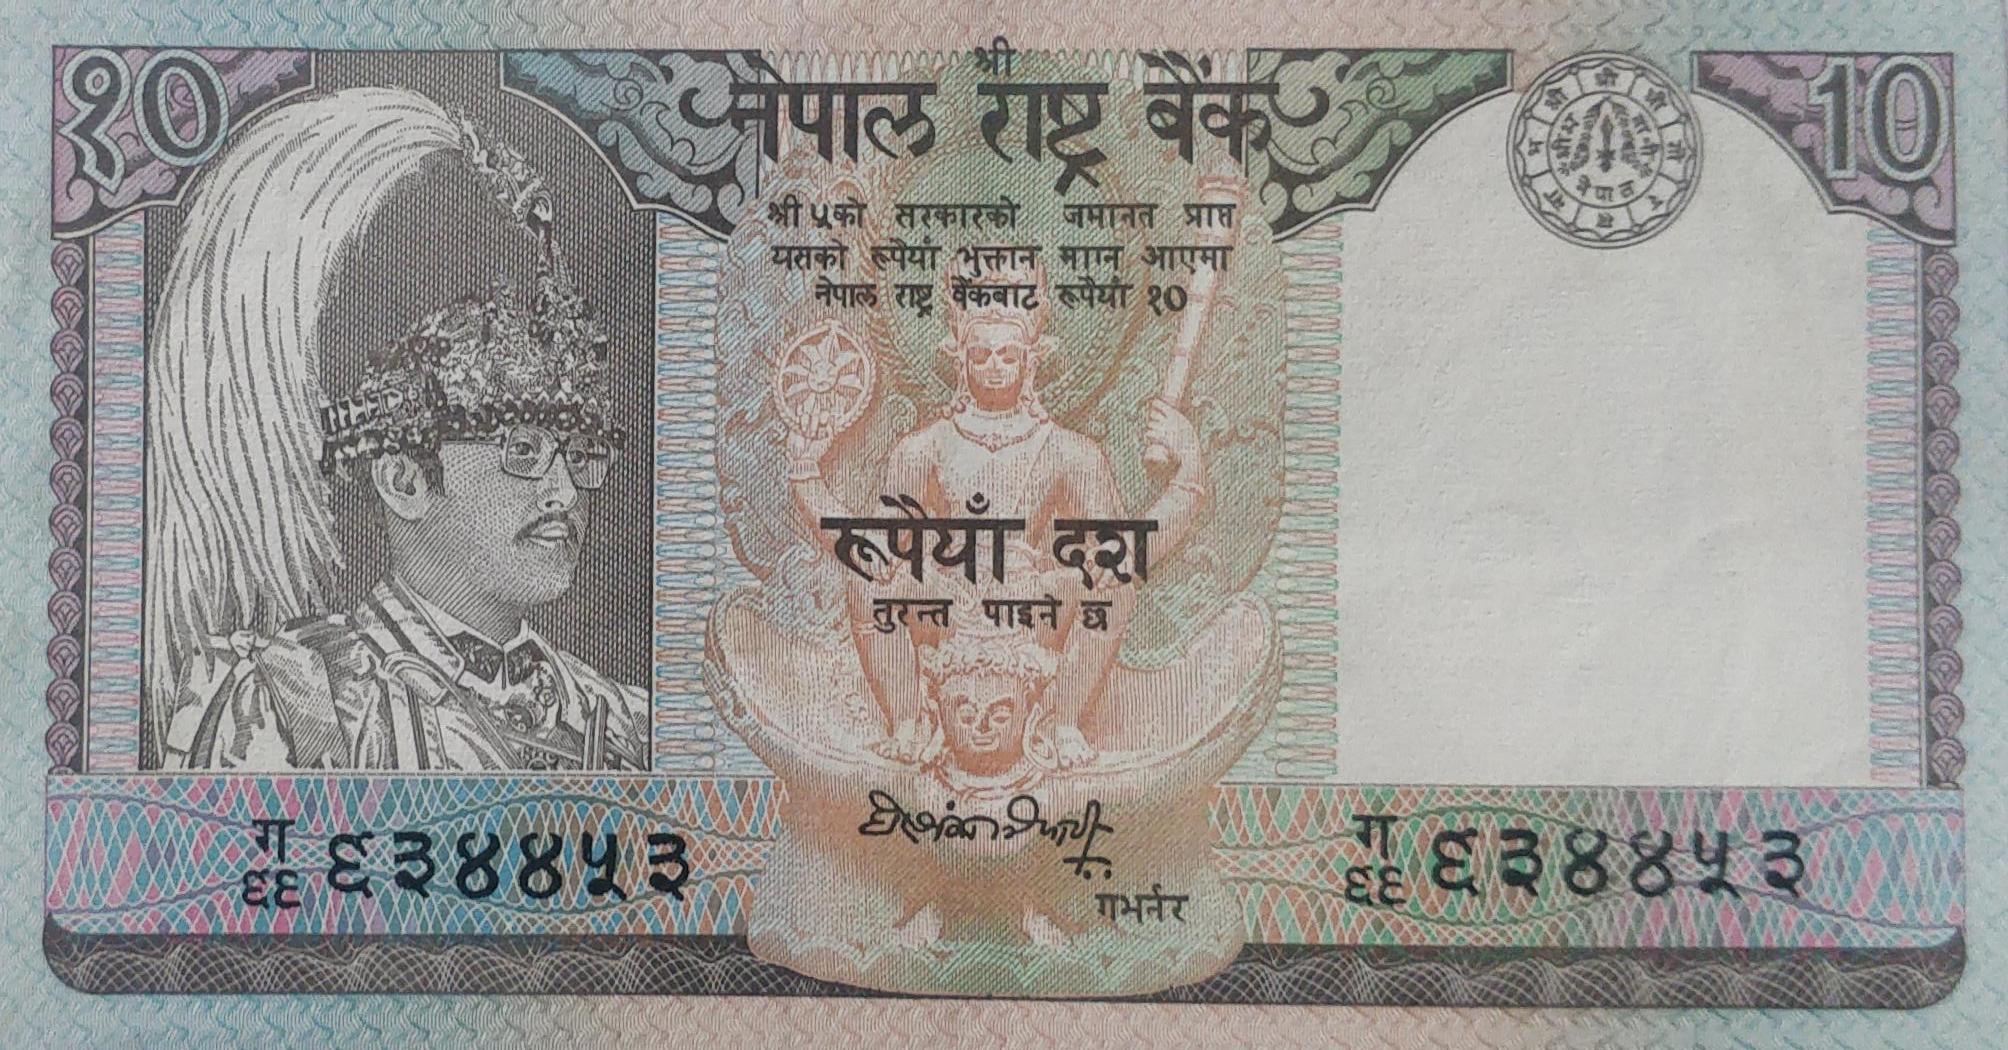 १०
श्री
नेपाल राष्ट्र बैंक
10
श्री ५को सरकारको जमानत प्राप्त
यसको रूपैयां भुक्तान माग्न आएमा
नेपाल राष्ट्र बैंकबाट रूपैयां १०
रूपैयाँ दश
तुरन्त पाइने छ
ग
६६ ६३४४५३
गभर्नर
ग
६६ ६३४४५३